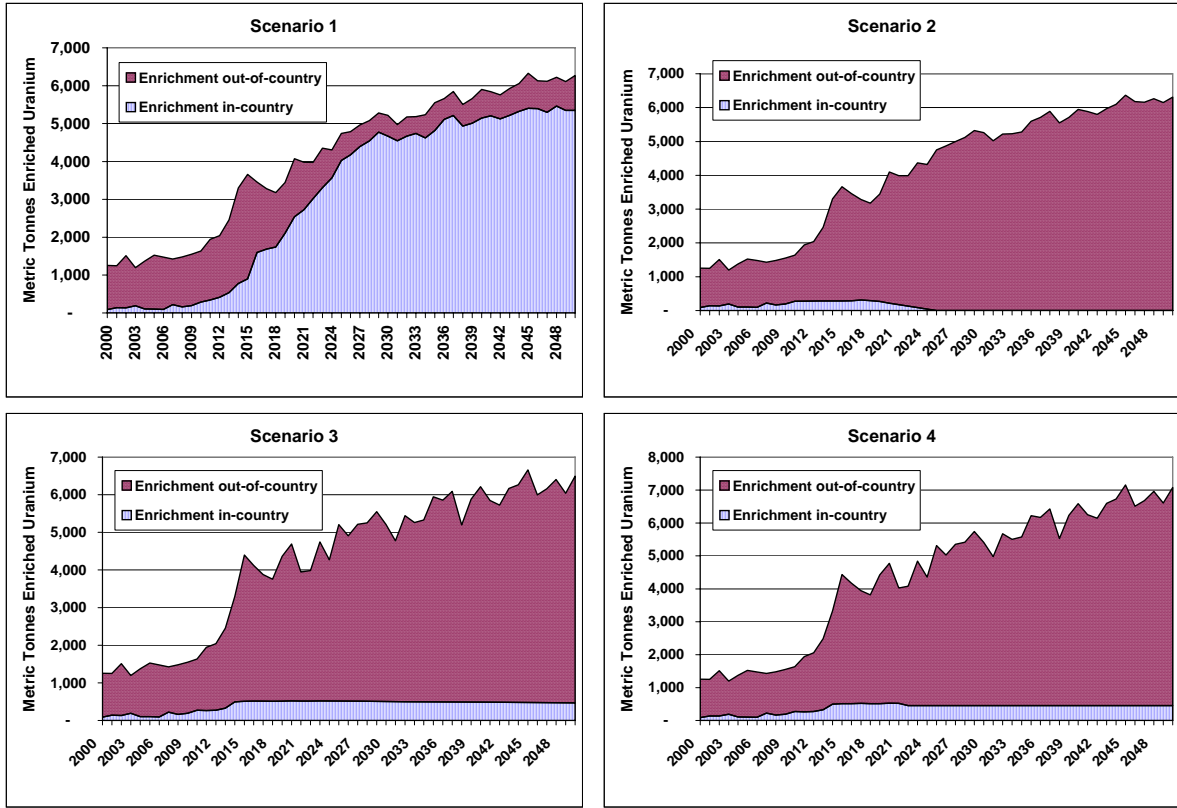 Scenario 1
7,000
6,000
5,000
4,000
3,000
2,000
1,000
-
Metric Tonnes Enriched Uranium
Enrichment out-of-country
Enrichment in-country
2000 2003 2006 2009 2012 2015 2018 2021 2024 2027 2030 2033 2036 2039 2042 2045 2048
Scenario 2
7,000
6,000
5,000
4,000
3,000
2,000
1,000
-
Metric Tonnes Enriched Uranium
Enrichment out-of-country
Enrichment in-country
2000 2003 2006 2009 2012 2015 2018 2021 2024 2027 2030 2033 2036 2039 2042 2045 2048
Scenario 3
7,000
6,000
5,000
4,000
3,000
2,000
1,000
-
Metric Tonnes Enriched Uranium
Enrichment out-of-country
Enrichment in-country
2000 2003 2006 2009 2012 2015 2018 2021 2024 2027 2030 2033 2036 2039 2042 2045 2048
Scenario 4
8,000
7,000
6,000
5,000
4,000
3,000
2,000
1,000
-
Metric Tonnes Enriched Uranium
Enrichment out-of-country
Enrichment in-country
2000 2003 2006 2009 2012 2015 2018 2021 2024 2027 2030 2033 2036 2039 2042 2045 2048